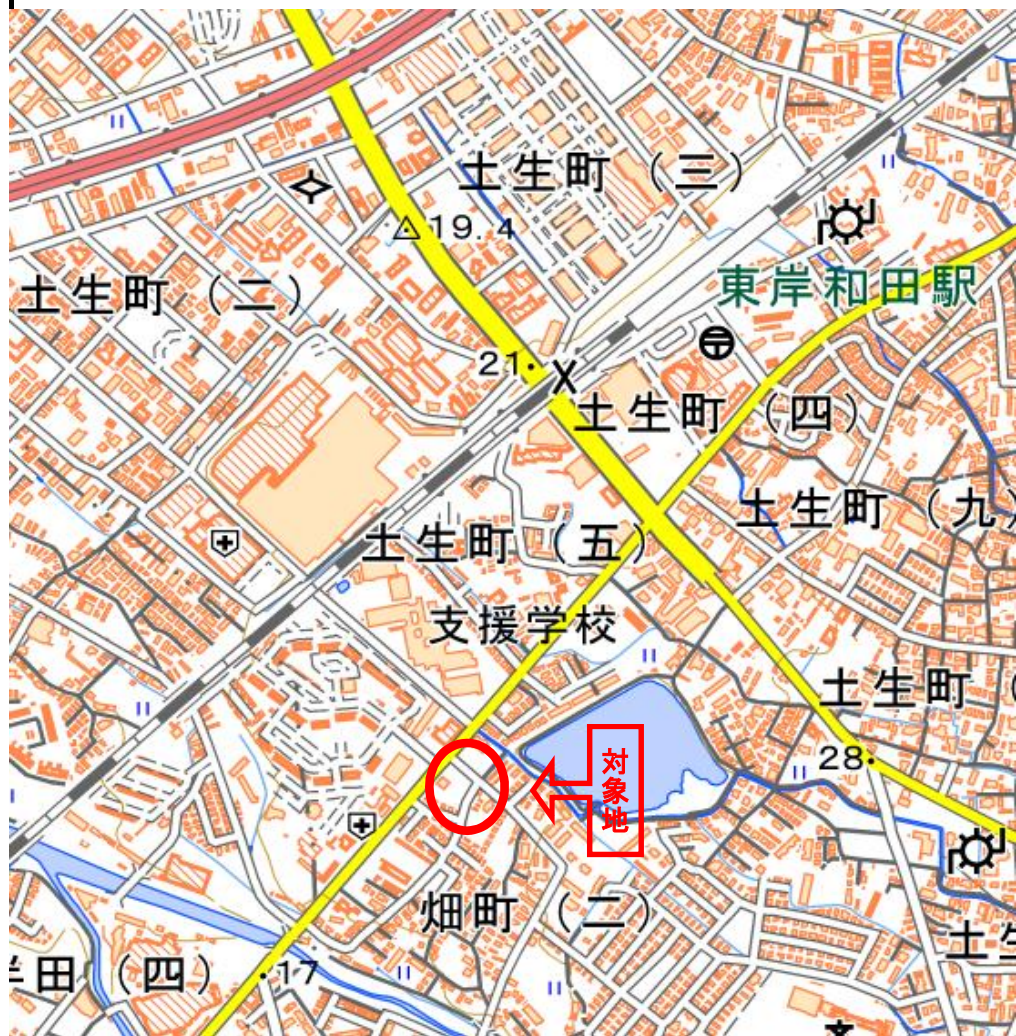 土生町（三）
19.4
東岸和田駅
土生町（二）
21
土生町（四）
土生町（九）
土生町（五）
支援学校
土生町（
対象地
28
畑町（二）
土生
田（四）
17